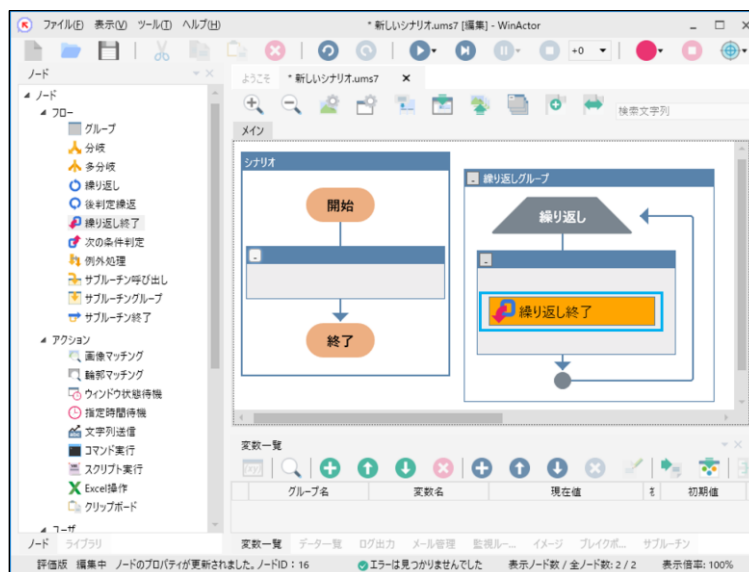 ファイル(F) 表示(V) ツール(T) ヘルプ(H) * 新しいシナリオ.ums7 [編集] - WinActor
+0
ノード
ようこそ * 新しいシナリオ.ums7
検索文字列
メイン
ノード
フロー
グループ
分岐
多分岐
繰り返し
後判定繰返
繰り返し終了
次の条件判定
例外処理
サブルーチン呼び出し
サブルーチングループ
サブルーチン終了
アクション
画像マッチング
輪郭マッチング
ウィンドウ状態待機
指定時間待機
文字列送信
コマンド実行
スクリプト実行
Excel操作
クリップボード
ユーザ
ノード ライブラリ
シナリオ
開始
終了
繰り返しグループ
繰り返し
繰り返し終了
変数一覧
グループ名 変数名 現在値 初期値
変数一覧 データ一覧 ログ出力 メール管理 監視ルー... イメージ ブレイクポ... サブルーチン
評価版 編集中 ノードのプロパティが更新されました。ノードID：16 エラーは見つかりませんでした 表示ノード数 / 全ノード数: 2 / 2 表示倍率: 100%